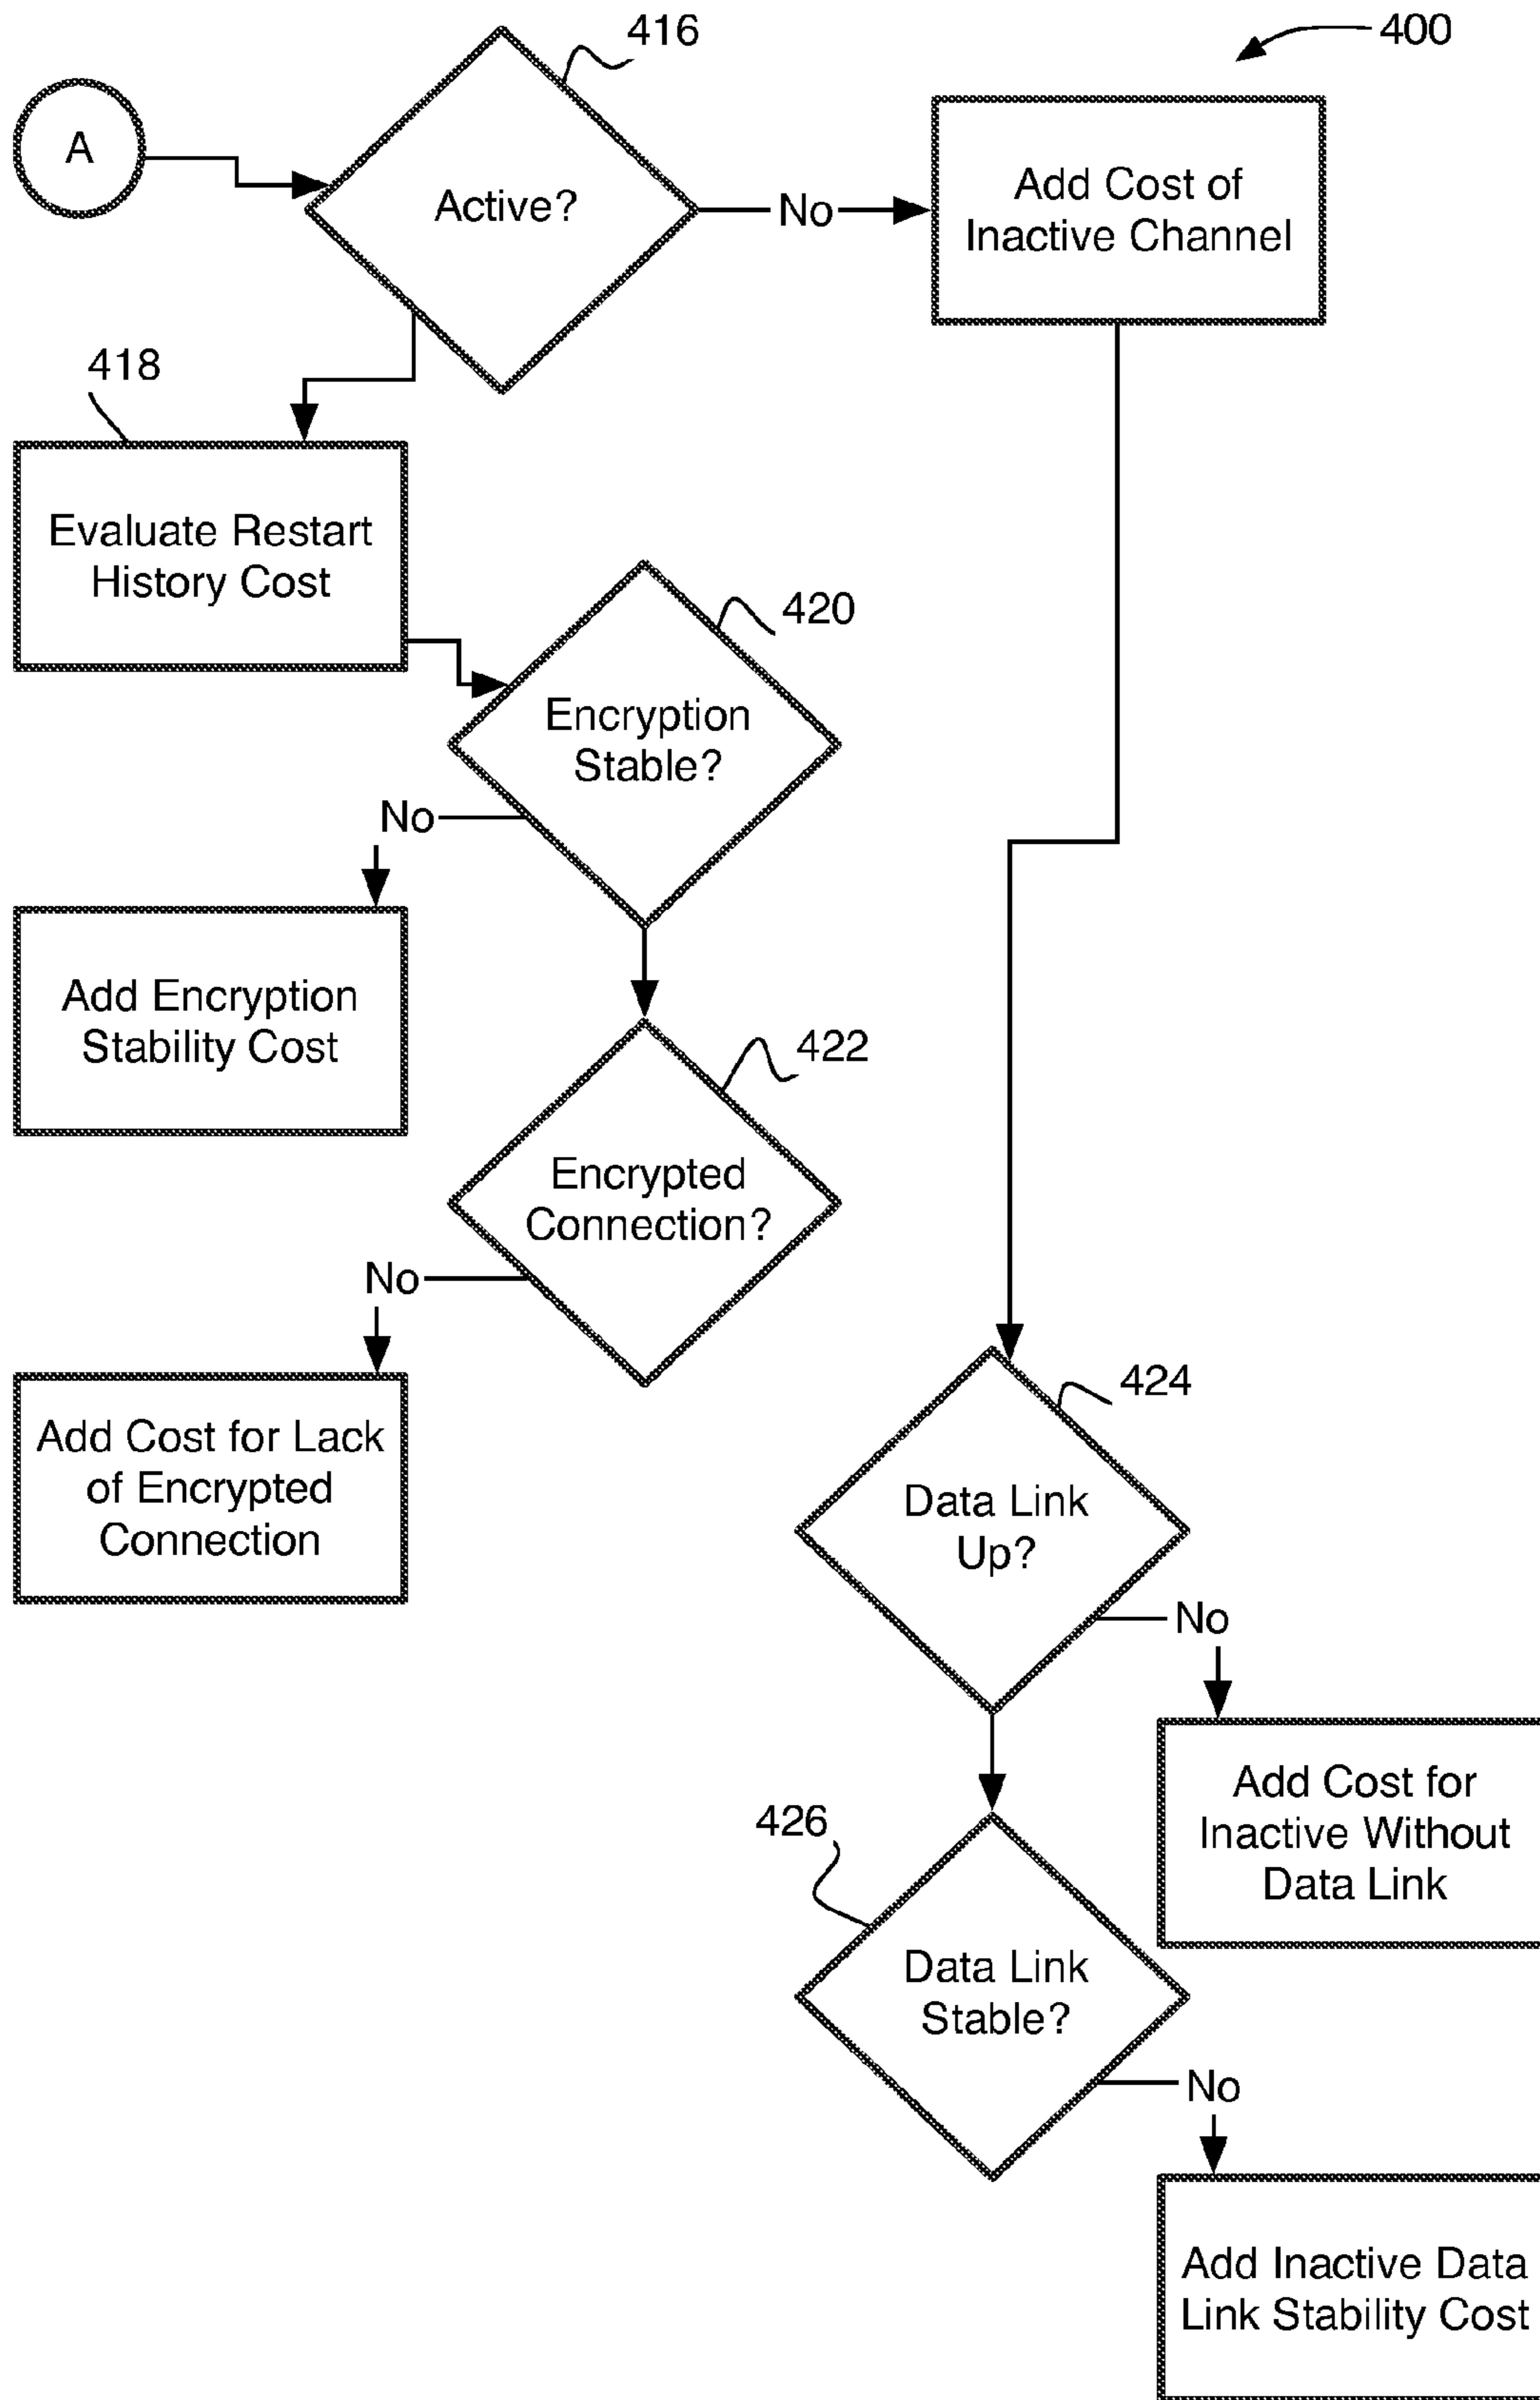 416
400
A
Active?
No
Add Cost of
Inactive Channel
418
Evaluate Restart
History Cost
420
Encryption
Stable?
No
Add Encryption
Stability Cost
422
Encrypted
Connection?
No
Add Cost for Lack
of Encrypted
Connection
424
Data Link
Up?
No
Add Cost for
Inactive Without
Data Link
426
Data Link
Stable?
No
Add Inactive Data
Link Stability Cost